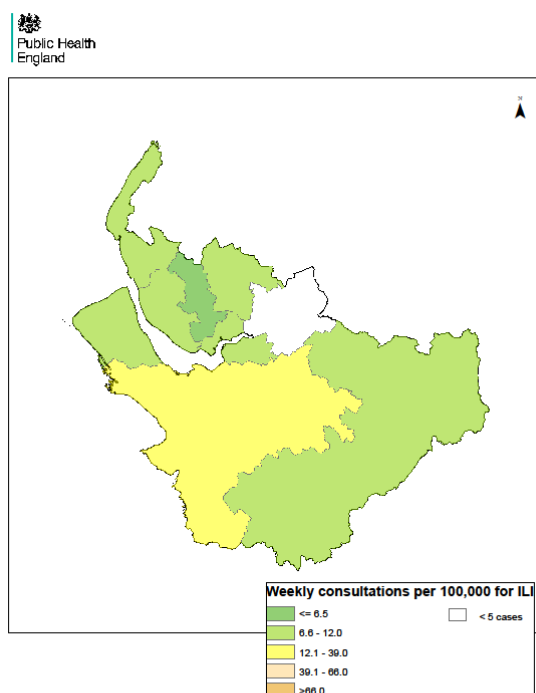 Public Health
England
N
Weekly consultations per 100,000 for ILI
<= 6.5
< 5 cases
6.6 - 12.0
12.1 - 39.0
39.1 - 66.0
>66.0